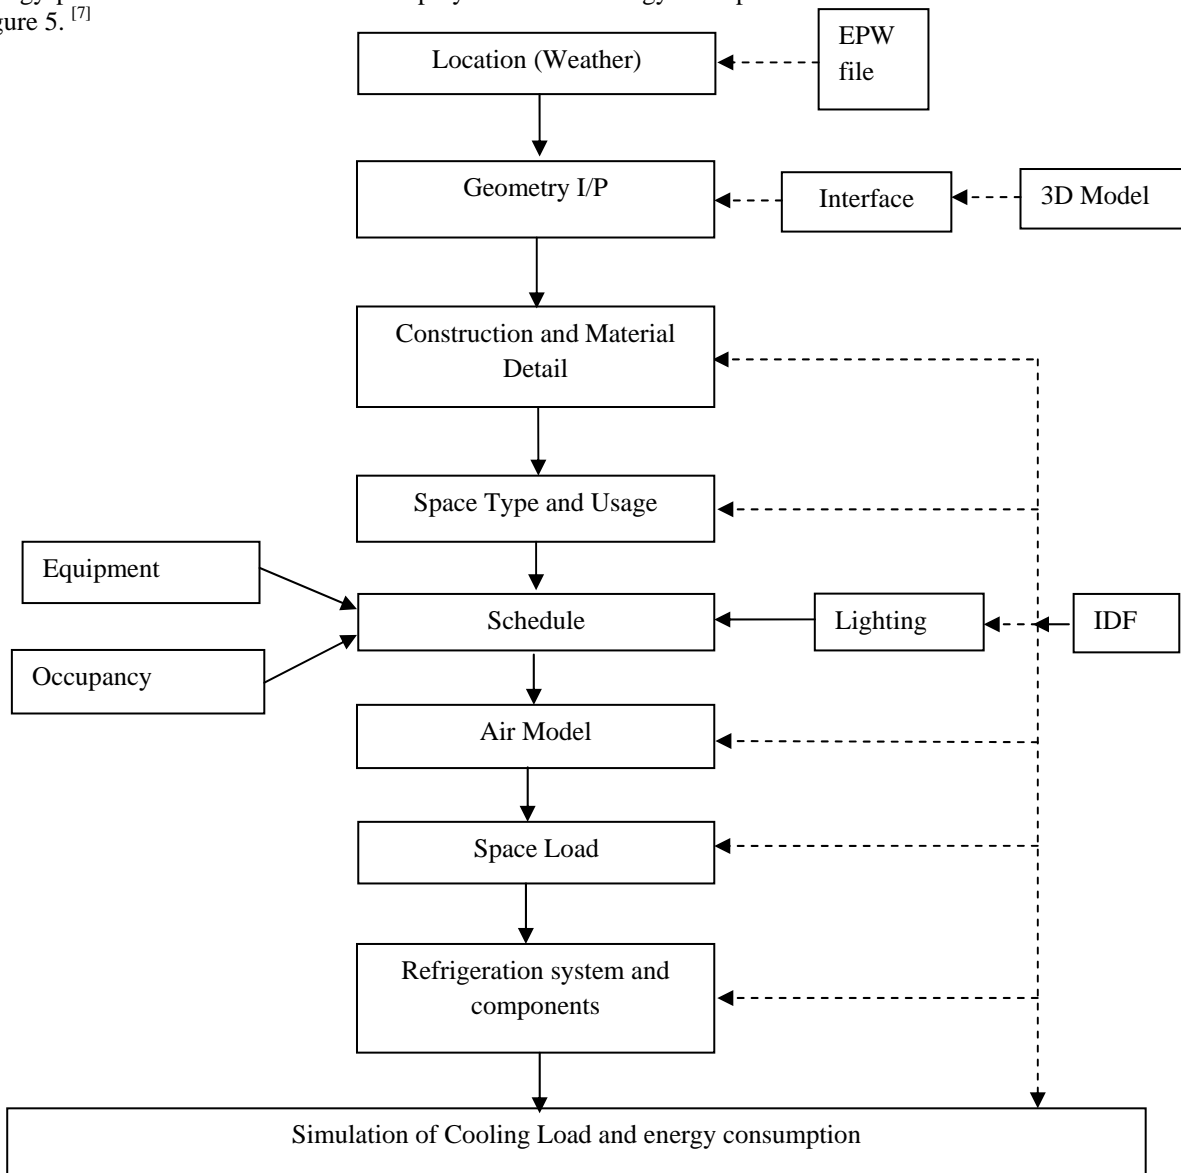 gure 5. [7]
Location (Weather)
EPW
file
Geometry I/P
Interface
3D Model
Construction and Material
Detail
Space Type and Usage
Equipment
Schedule
Lighting
IDF
Occupancy
Air Model
Space Load
Refrigeration system and
components
Simulation of Cooling Load and energy consumption